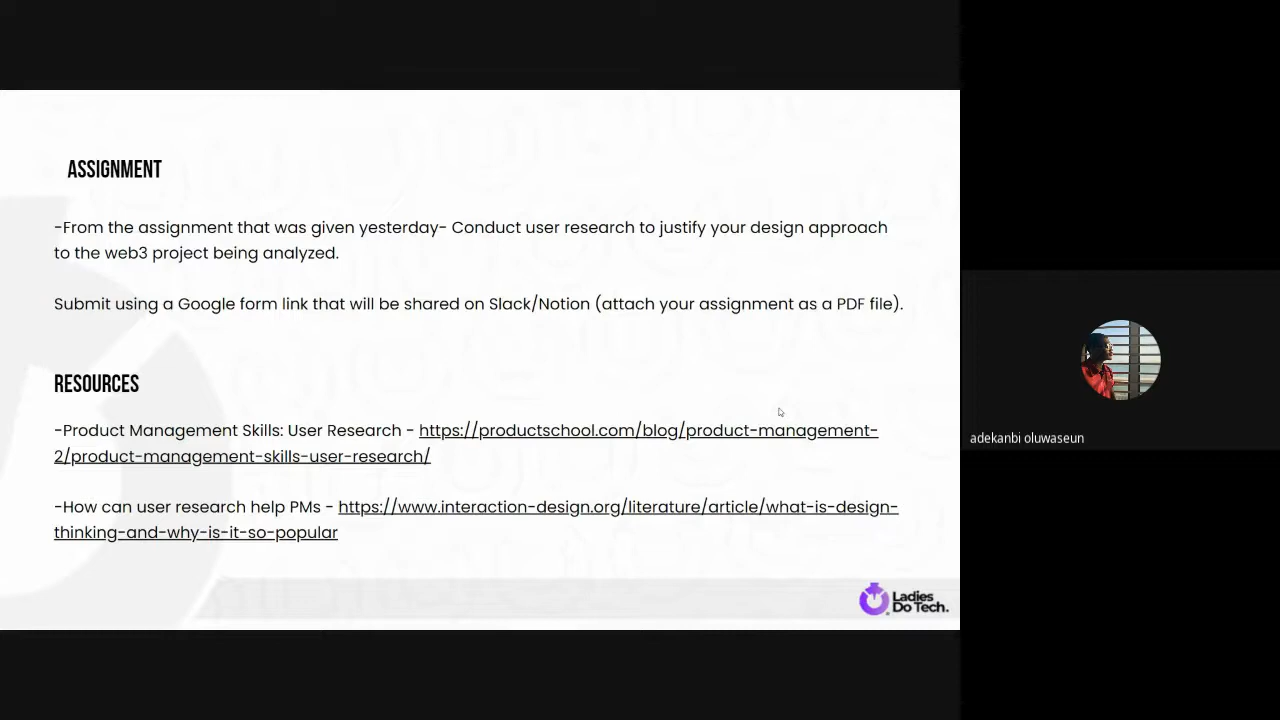 ASSIGNMENT
-From the assignment that was given yesterday- Conduct user research to justify your design approach
to the web3 project being analyzed.
Submit using a Google form link that will be shared on Slack/Notion (attach your assignment as a PDF file).
RESOURCES
-Product Management Skills: User Research - https://productschool.com/blog/product-management-
2/product-management-skills-user-research/
-How can user research help PMs - https://www.interaction-design.org/literature/article/what-is-design-
thinking-and-why-is-it-so-popular
Ladies
Do Tech.
adekanbi oluwaseun